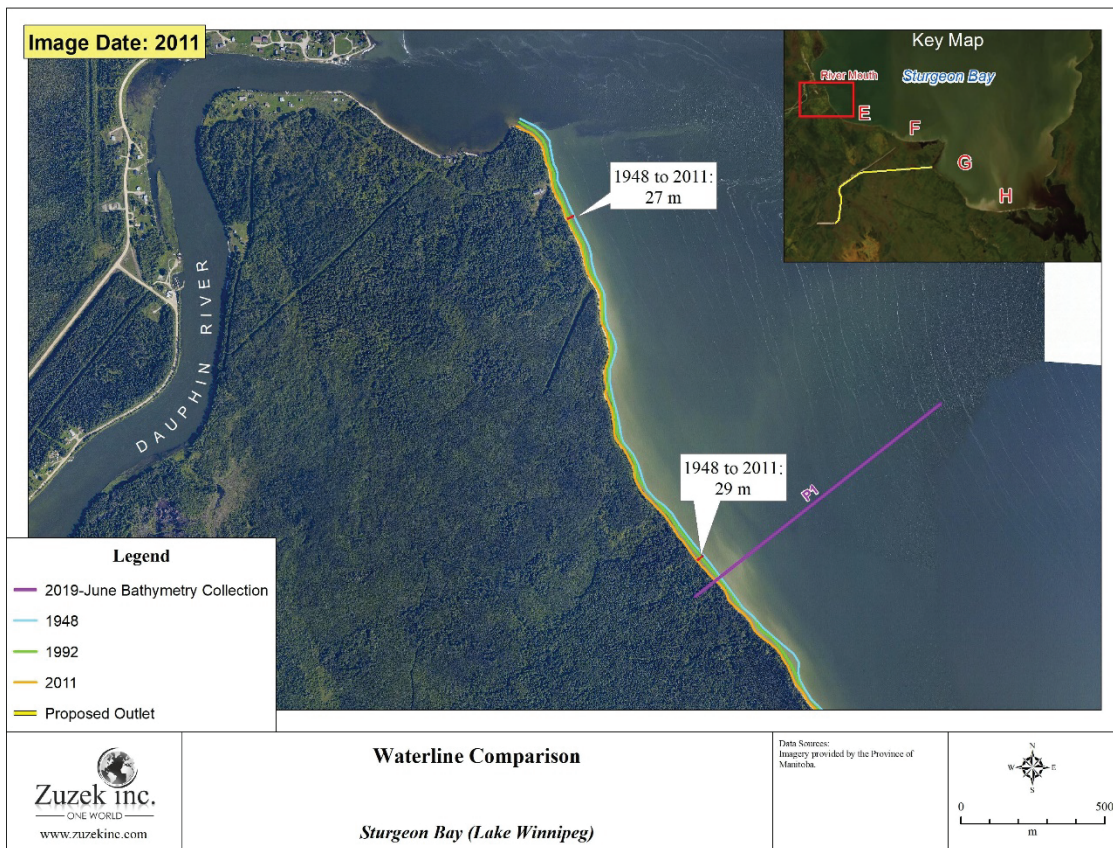 Image Date: 2011
Key Map
River Mouth
Sturgeon Bay
E
F
G
H
1948 to 2011:
27 m
1948 to 2011:
29 m
P1
DAUPHIN RIVER
Legend
2019-June Bathymetry Collection
1948
1992
2011
Proposed Outlet
Zuzek inc.
ONE WORLD
www.zuzekinc.com
Waterline Comparison
Sturgeon Bay (Lake Winnipeg)
Data Sources:
Imagery provided by the Province of
Manitoba.
N
W E
S
0 500
m